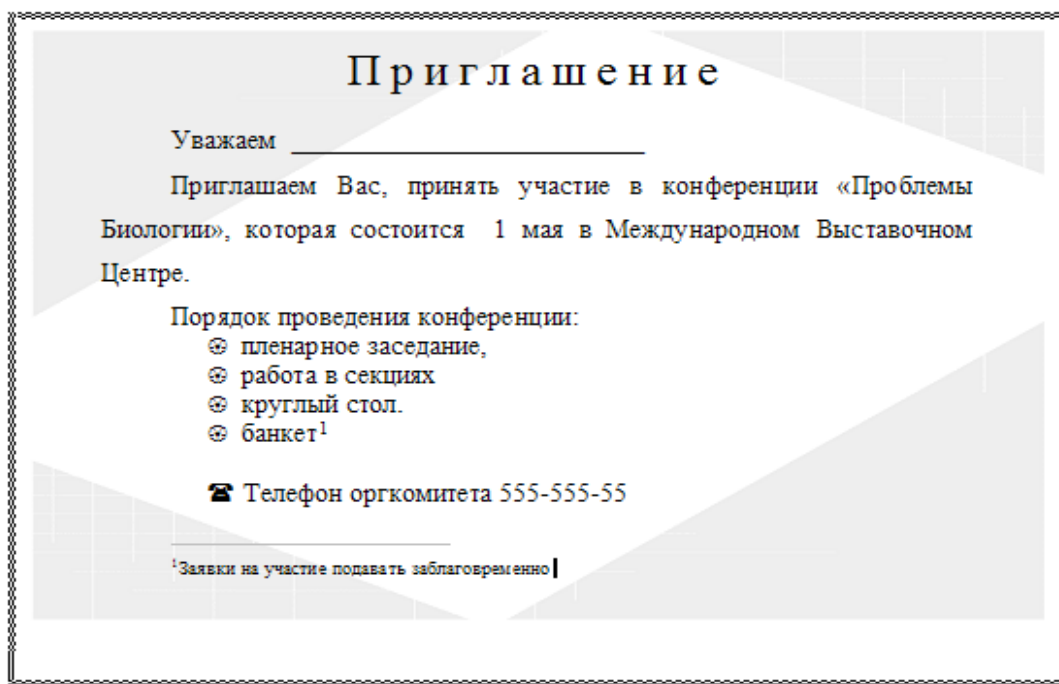 Приглашение
Уважаем ____________________________
Приглашаем Вас, принять участие в конференции «Проблемы
Биологии», которая состоится 1 мая в Международном Выставочном
Центре.
Порядок проведения конференции:
֍ пленарное заседание,
֍ работа в секциях
֍ круглый стол.
֍ банкет¹
☎ Телефон оргкомитета 555-555-55
¹Заявки на участие подавать заблаговременно